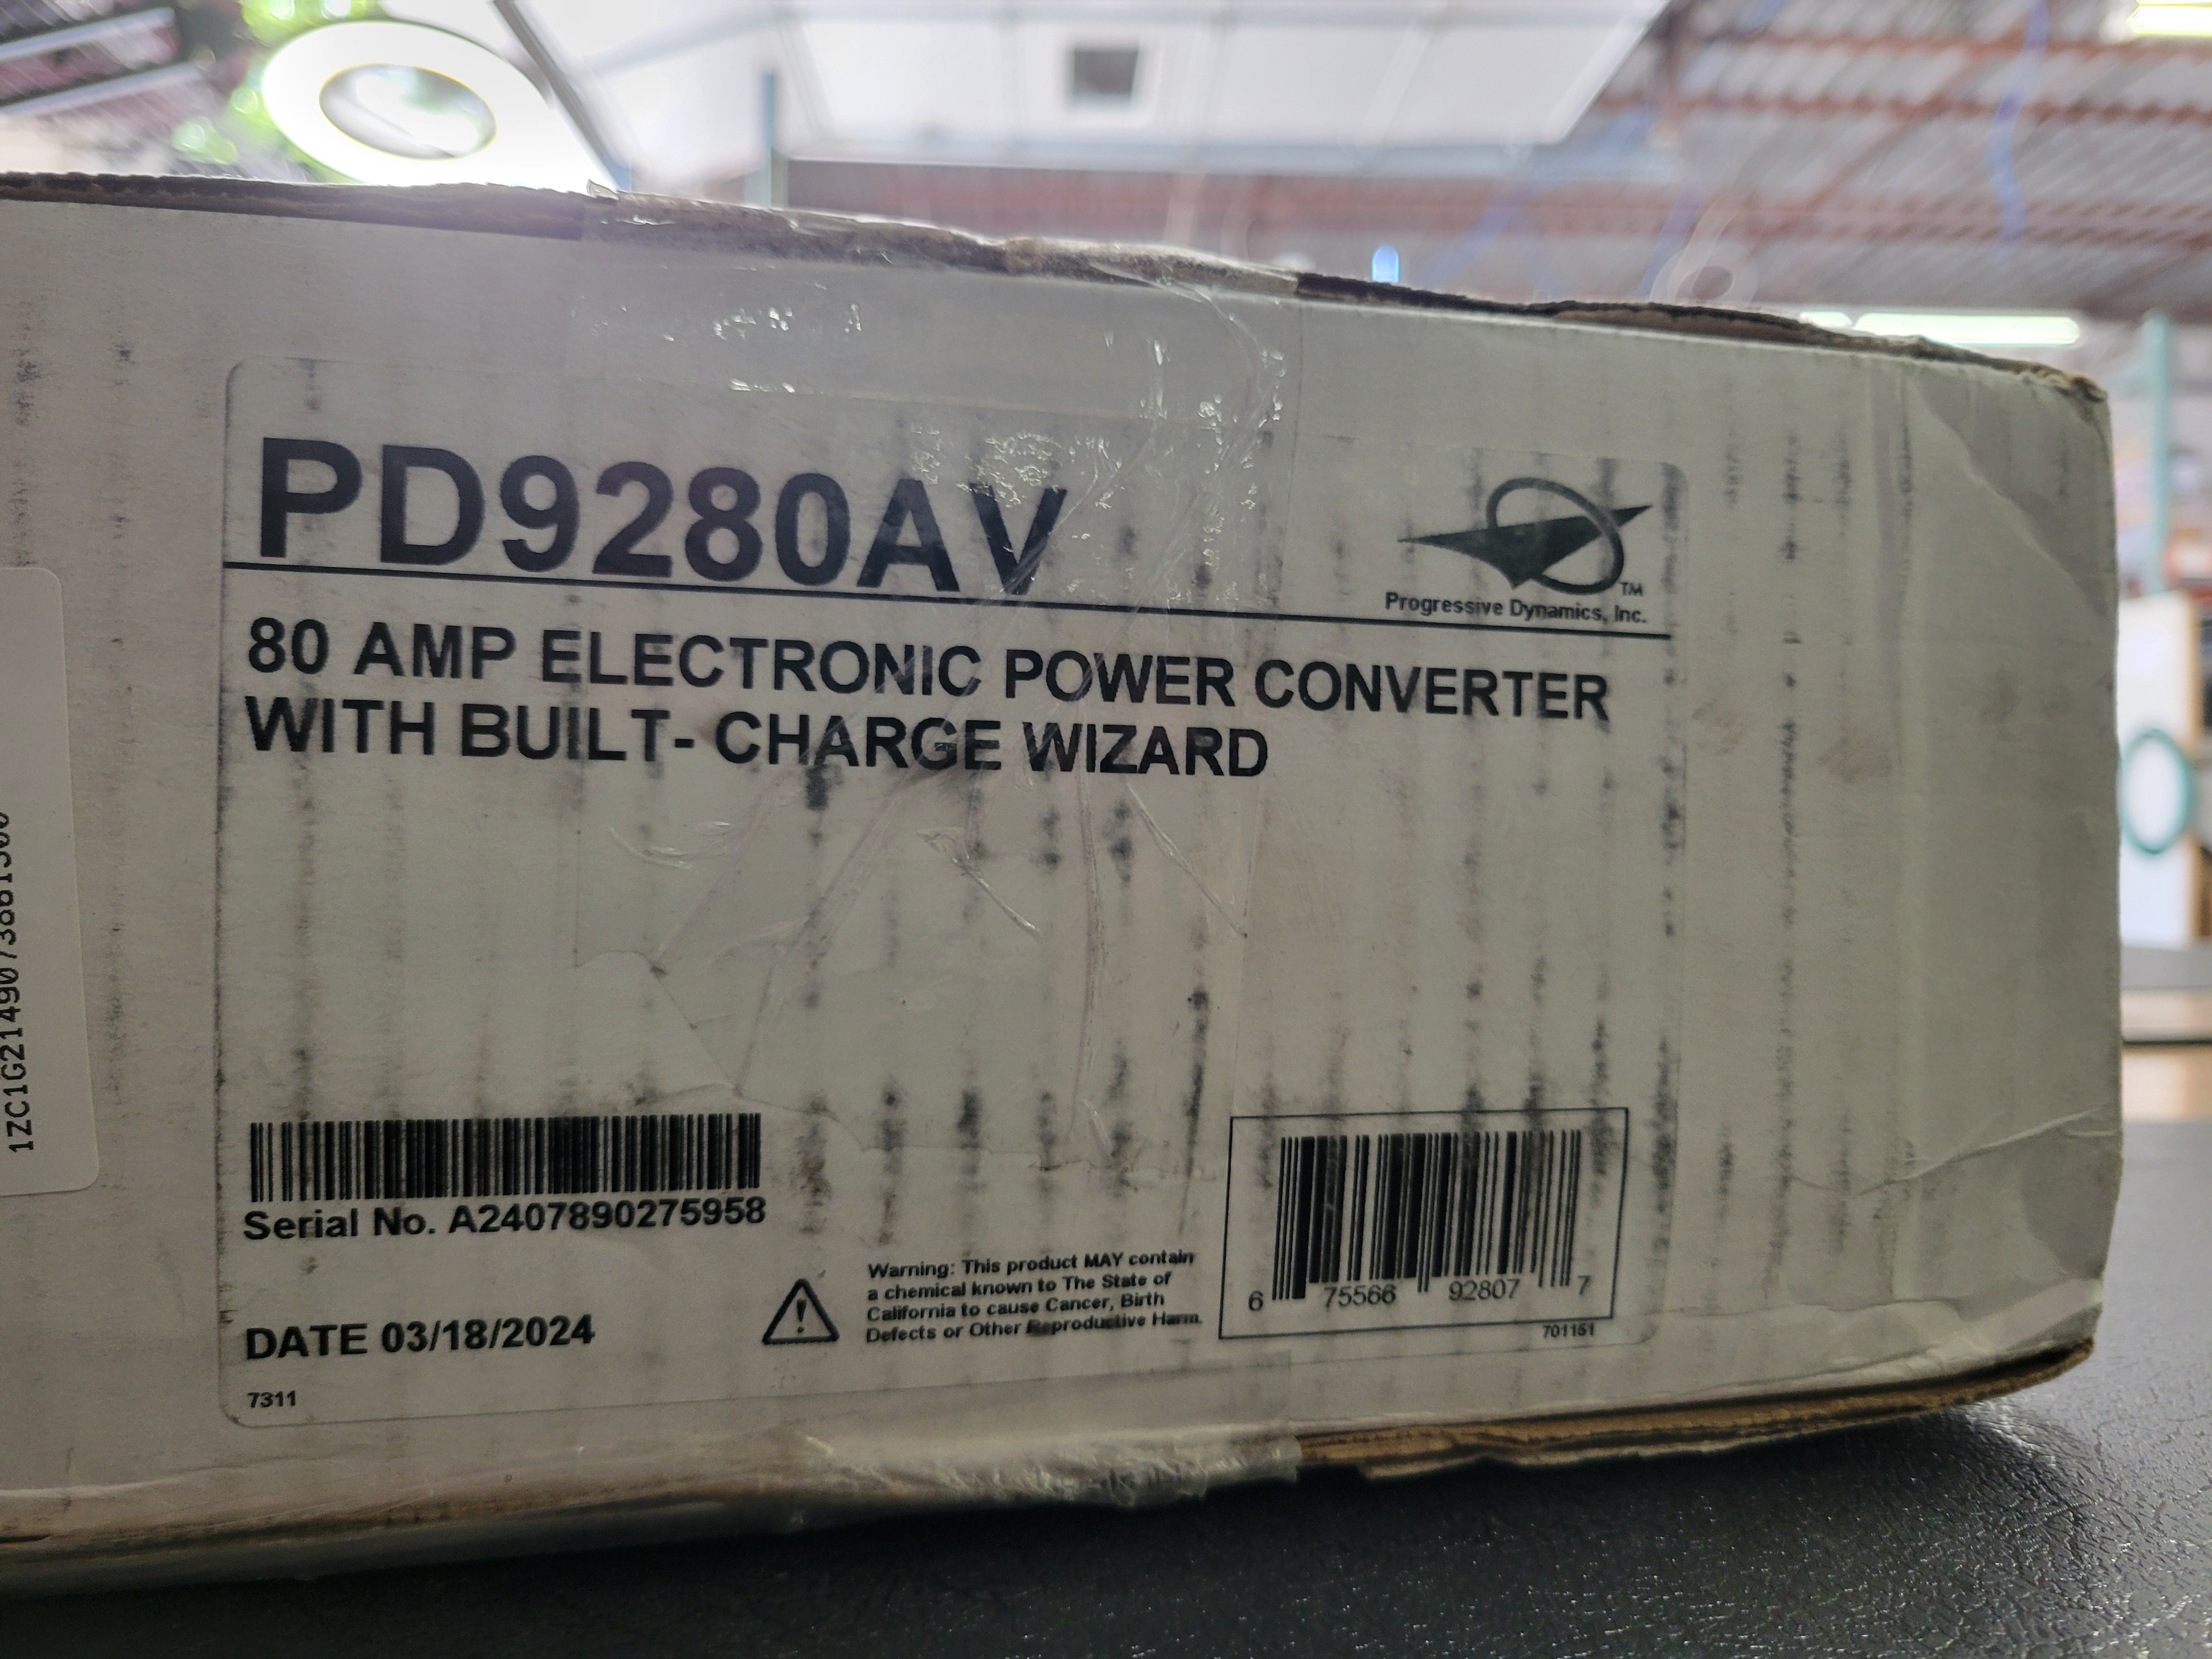 PD9280AV
TM
Progressive Dynamics, Inc.
80 AMP ELECTRONIC POWER CONVERTER
WITH BUILT- CHARGE WIZARD
Serial No. A2407890275958
DATE 03/18/2024
7311
Warning: This product MAY contain
a chemical known to The State of
California to cause Cancer, Birth
Defects or Other Reproductive Harm.
6 75566 92807 7
701151